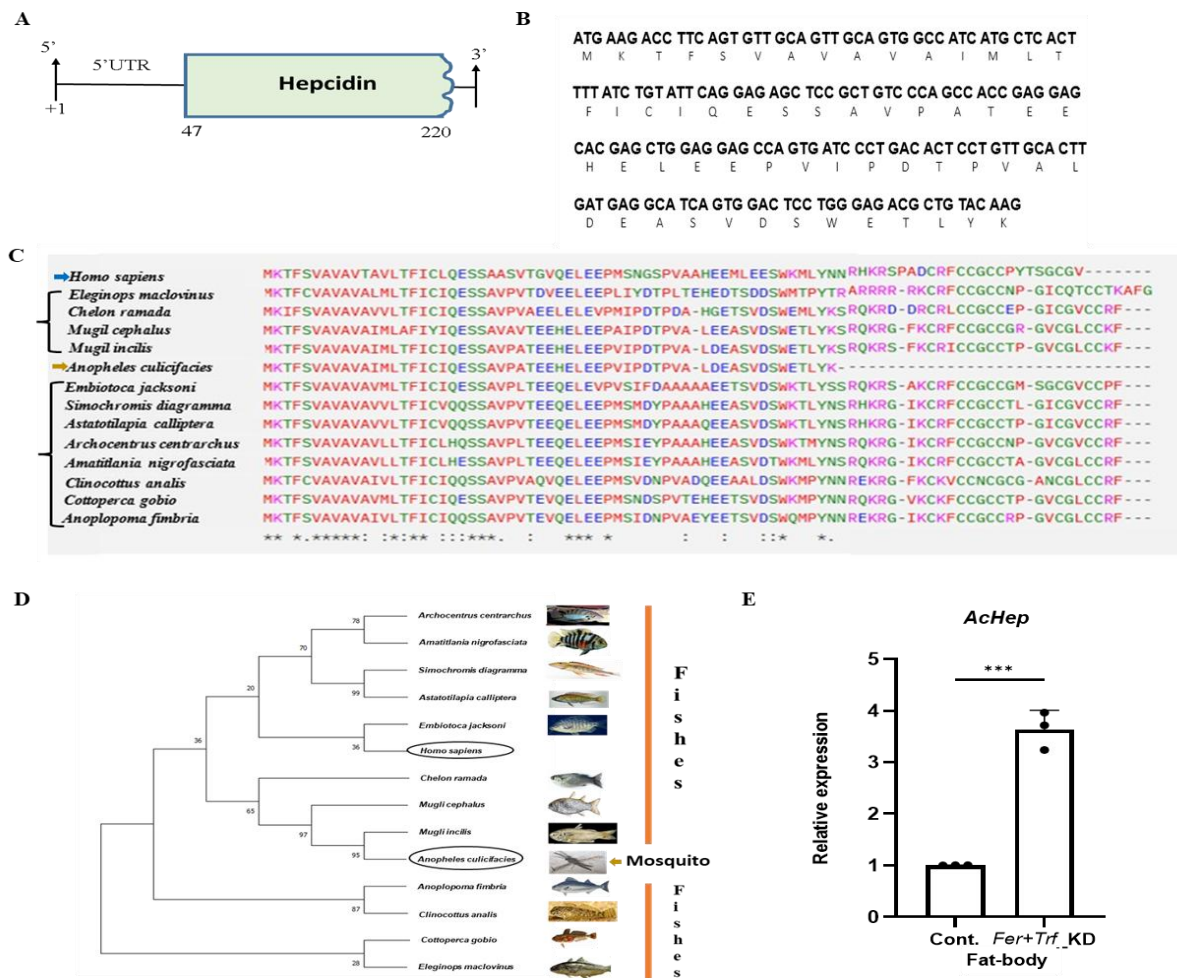 A
5’
5’UTR
Hepcidin
3’
+1
47
220
B
ATG AAG ACC TTC AGT GTT GCA GTT GCA GTG GCC ATC ATG CTC ACT
M K T F S V A V A V A I M L T
TTT ATC TGT ATT CAG GAG AGC TCC GCT GTC CCA GCC ACC GAG GAG
F I C I Q E S S A V P A T E E
CAC GAG CTG GAG GAG CCA GTG ATC CCT GAC ACT CCT GTT GCA CTT
H E L E E P V I P D T P V A L
GAT GAG GCA TCA GTG GAC TCC TGG GAG ACG CTG TAC AAG
D E A S V D S W E T L Y K
C
Homo sapiens MKTFSVAVAVTAVLTFICLQESSAASVTGVQELEEPMSNGSPVAAHEEMLEESWKMLYNNRHKRSPADCRFCCGCCPYTSGCGV-------
Eleginops maclovinus MKTFCVAVAVALMLTFICIQESSAVPVTDVEELEEPLIYDTPLTEHEDTSDDSWMTPYTRARRRR-RKCRFCCGCCNP-GICQTCCTKAFG
Chelon ramada MKIFSVAVAVAVVLTFICIQESSAVPVAEELELEVPAIPDTPDA-HGETSVDSWEMLYKSRQKRD-DRCRLCCGCCEP-GICGVCCRF---
Mugil cephalus MKTFSVAVAVAIMLAFIYIQESSAVAVTEEHELEEPVIPDTPVA-LEEASVDSWETLYKSRQKRG-FKCRFCCGCCGR-GVCGLCCKF---
Mugil incilis MKTFSVAVAVAIMLTFICIQESSAVPATEEHELEEPVIPDTPVA-LDEASVDSWETLYKSRQKRS-FKCRICCGCCTP-GVCGLCCKF---
Anopheles culicifacies MKTFSVAVAVAIMLTFICIQESSAVPATEEHELEEPVIPDTPVA-LDEASVDSWETLYK-------------------------------
Embiotoca jacksoni MKTFSVAVAVAVVLTFICIQESSAVPATEEQELEVPVSIFDAAAAAEETSVDSWKTLYSSRQKRS-AKCRFCCGCCGM-SGCGVCCPF---
Simochromis diagramma MKTFSVAVAVAVVLTFICVQQSSAVPVTEEQELEEPMSMDYPAAAHEEASVDSWKTLYNSRHKRG-IKCRFCCGCCTL-GICGVCCRF---
Astatotilapia calliptera MKTFSVAVAVAVVLTFICVQQSSAVPLTEVQELEEPMSMDYPAAAQEEASVDSWKTLYNSRHKRG-IKCRFCCGCCTP-GICGVCCRF---
Archocentrus centrarchus MKTFSVAVAVAVLLTFICLHQSSAVPLTEEQELEEPMSIEYPAAAHEEASVDSWKTMYNSRQKRG-IKCRFCCGCCNP-GVCGVCCRF---
Amatitlania nigrofasciata MKTFSVAVAVAVLLTFICLHESSAVPLTEEQELEEPMSIEYPAAAHEEASVDTWKMLYNSRQKRG-IKCRFCCGCCTA-GVCGLCCRF---
Clinocottus analis MKTFCVAVAVAIVLTFICIQESSAVPVAQVQELEEPMSVDNPVADQEEAALDSWKMPYNNREKRG-FKCKVCCNCGCG-ANCGLCCRF---
Cottoperca gobio MKTFSVAVAVAVMLTFICIQESSAVPVTEVQELEEPMSNDSPVTEHEETSVDSWKMPYNNRQKRG-VKCKFCCGCCTP-GVCGLCCRF---
Anoplopoma fimbria MKTFSVAVAVAIVLTFICIQQSSAVPVTEVQELEEPMSIDNPVAEYEETSVDSWQMPYNNREKRG-IKCKFCCGCCRP-GVCGLCCRF---
** *.*****: :*:** :::***. : *** * : : :**.* *.
D
Archocentrus centrarchus
78
Amatitlania nigrofasciata
70
Simochromis diagramma
99
Astatotilapia calliptera
20
Embiotoca jacksoni
36
Homo sapiens
36
Chelon ramada
65
Mugli cephalus
97
Mugli incilis
95
Anopheles culicifacies
Mosquito
Anoplopoma fimbria
87
Clinocottus analis
Cottoperca gobio
28
Eleginops maclovinus
Fishes
Fishes
E
AcHep
***
Relative expression
5
4
3
2
1
0
Cont. Fer+Trf_KD
Fat-body